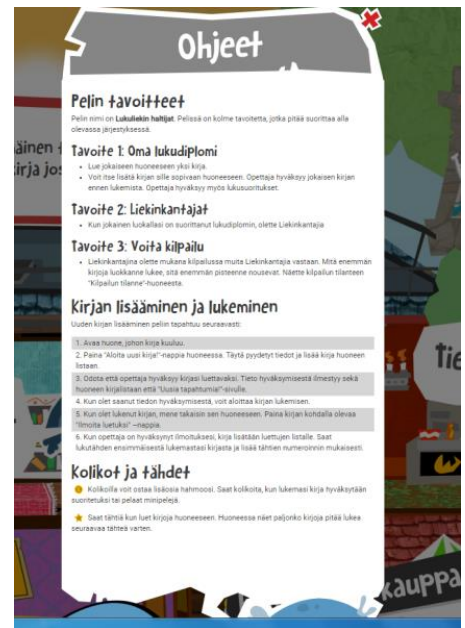 Ohjeet
Pelin tavoitteet
Pelin nimi on Lukuliekin haltijat. Pelissä on kolme tavoitetta, jotka pitää suorittaa alla
olevassa järjestyksessä.
Tavoite 1: Oma lukudiplomi
• Lue jokaiseen huoneeseen yksi kirja.
• Voit itse lisätä kirjan sille sopivaan huoneeseen. Opettaja hyväksyy jokaisen kirjan
ennen lukemista. Opettaja hyväksyy myös lukusuoritukset.
Tavoite 2: Liekinkantajat
• Kun jokainen luokallasi on suorittanut lukudiplomin, olette Liekinkantajia
Tavoite 3: Voita kilpailu
• Liekinkantajina olette mukana kilpailussa muita Liekinkantajia vastaan. Mitä enemmän
kirjoja luokkanne lukee, sitä enemmän pisteenne nousevat. Näette kilpailun tilanteen
"Kilpailun tilanne"-huoneesta.
Kirjan lisääminen ja lukeminen
Uuden kirjan lisääminen peliin tapahtuu seuraavasti:
1. Avaa huone, johon kirja kuuluu.
2. Paina "Aloita uusi kirja!"-nappia huoneessa. Täytä pyydetyt tiedot ja lisää kirja huoneen
listaan.
3. Odota että opettaja hyväksyy kirjasi luettavaksi. Tieto hyväksymisestä ilmestyy sekä
huoneen kirjalistaan että "Uusia tapahtumia!"-sivulle.
4. Kun olet saanut tiedon hyväksymisestä, voit aloittaa kirjan lukemisen.
5. Kun olet lukenut kirjan, mene takaisin sen huoneeseen. Paina kirjan kohdalla olevaa
"Ilmoita luetuksi" –nappia.
6. Kun opettaja on hyväksynyt ilmoituksesi, kirja lisätään luettujen listalle. Saat
lukutähden ensimmäisestä lukemastasi kirjasta ja lisää tähtien numeroinnin mukaisesti.
Kolikot ja tähdet
Kolikoilla voit ostaa lisäosia hahmoosi. Saat kolikoita, kun lukemasi kirja hyväksytään
suoritetuksi tai pelaat minipelejä.
Saat tähtiä kun luet kirjoja huoneeseen. Huoneessa näet paljonko kirjoja pitää lukea
seuraavaa tähteä varten.
äinen
irja jos
tie
kauppa